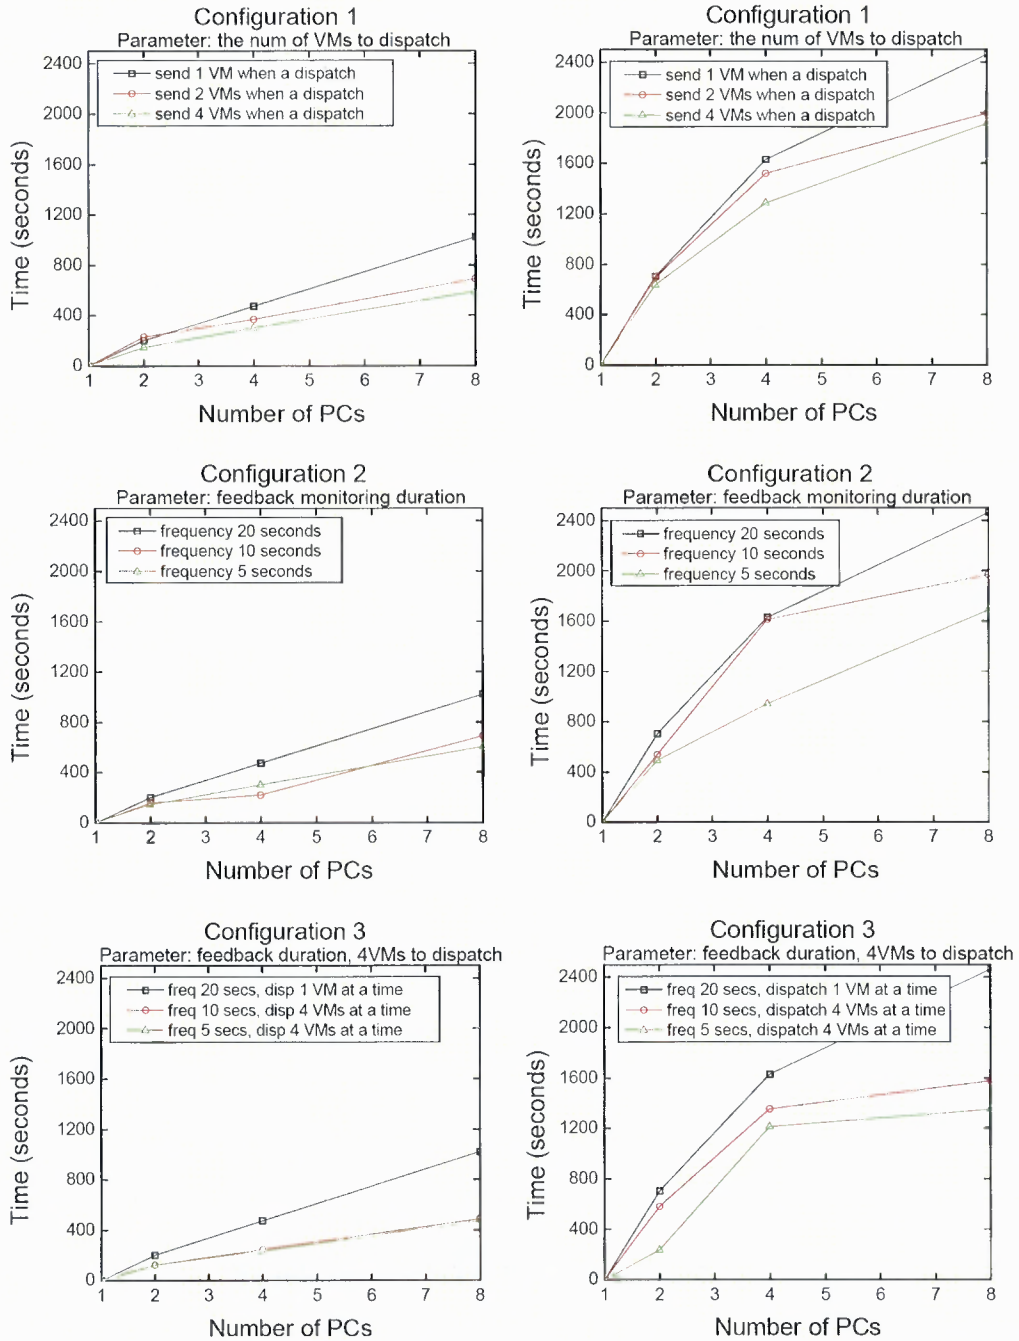 Configuration 1
Parameter: the num of VMs to dispatch
2400
2000
1600
1200
800
400
0
send 1 VM when a dispatch
send 2 VMs when a dispatch
send 4 VMs when a dispatch
Time (seconds)
1 2 3 4 5 6 7 8
Number of PCs
Configuration 1
Parameter: the num of VMs to dispatch
2400
2000
1600
1200
800
400
0
send 1 VM when a dispatch
send 2 VMs when a dispatch
send 4 VMs when a dispatch
Time (seconds)
1 2 3 4 5 6 7 8
Number of PCs
Configuration 2
Parameter: feedback monitoring duration
2400
2000
1600
1200
800
400
0
frequency 20 seconds
frequency 10 seconds
frequency 5 seconds
Time (seconds)
1 2 3 4 5 6 7 8
Number of PCs
Configuration 2
Parameter: feedback monitoring duration
2400
2000
1600
1200
800
400
0
frequency 20 seconds
frequency 10 seconds
frequency 5 seconds
Time (seconds)
1 2 3 4 5 6 7 8
Number of PCs
Configuration 3
Parameter: feedback duration, 4VMs to dispatch
2400
2000
1600
1200
800
400
0
freq 20 secs, disp 1 VM at a time
freq 10 secs, disp 4 VMs at a time
freq 5 secs, disp 4 VMs at a time
Time (seconds)
1 2 3 4 5 6 7 8
Number of PCs
Configuration 3
Parameter: feedback duration, 4VMs to dispatch
2400
2000
1600
1200
800
400
0
freq 20 secs, dispatch 1 VM at a time
freq 10 secs, dispatch 4 VMs at a time
freq 5 secs, dispatch 4 VMs at a time
Time (seconds)
1 2 3 4 5 6 7 8
Number of PCs